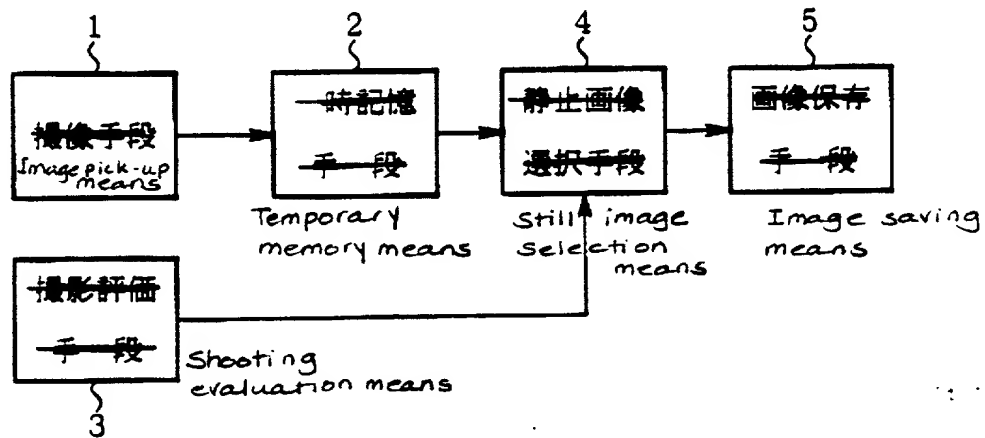 1
撮像手段
Image pick-up
means
2
一時記憶
手段
Temporary
memory means
4
静止画像
選択手段
Still image
selection
means
5
画像保存
手段
Image saving
means
撮影評価
手段
3
Shooting
evaluation means